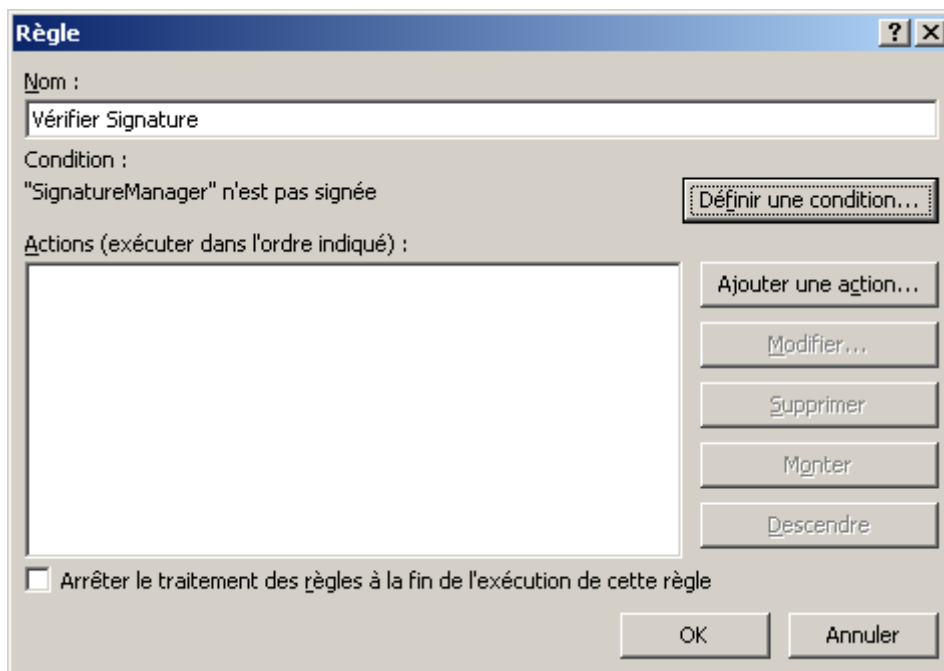 Règle
Nom :
Vérifier Signature
Condition :
"SignatureManager" n'est pas signée
Définir une condition...
Actions (exécuter dans l'ordre indiqué) :
Ajouter une action...
Modifier...
Supprimer
Monter
Descendre
Arrêter le traitement des règles à la fin de l'exécution de cette règle
OK
Annuler